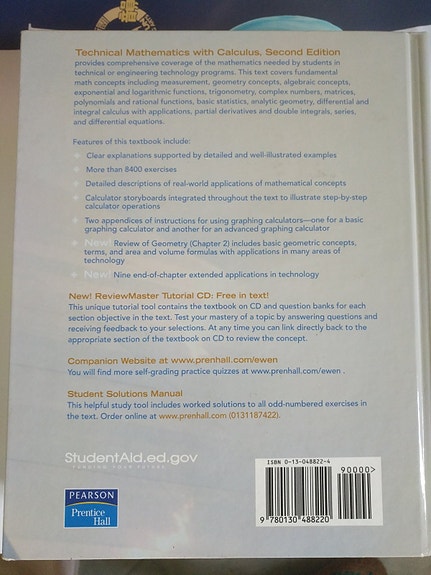 Technical Mathematics with Calculus, Second Edition
provides comprehensive coverage of the mathematics needed by students in
technical or engineering technology programs. This text covers fundamental
math concepts including measurement, geometry concepts, algebraic concepts,
exponential and logarithmic functions, trigonometry, complex numbers, matrices,
polynomials and rational functions, basic statistics, analytic geometry, differential and
integral calculus with applications, partial derivatives and double integrals, series,
and differential equations.
Features of this textbook include:
Clear explanations supported by detailed and well-illustrated examples
More than 8400 exercises
Detailed descriptions of real-world applications of mathematical concepts
Calculator storyboards integrated throughout the text to illustrate step-by-step
calculator operations
Two appendices of instructions for using graphing calculators—one for a basic
graphing calculator and another for an advanced graphing calculator
New! Review of Geometry (Chapter 2) includes basic geometric concepts,
terms, and area and volume formulas with applications in many areas of
technology
New! Nine end-of-chapter extended applications in technology
New! ReviewMaster Tutorial CD: Free in text!
This unique tutorial tool contains the textbook on CD and question banks for each
section objective in the text. Test your mastery of a topic by answering questions and
receiving feedback to your selections. At any time you can link directly back to the
appropriate section of the textbook on CD to review the concept.
Companion Website at www.prenhall.com/ewen
You will find more self-grading practice quizzes at www.prenhall.com/ewen .
Student Solutions Manual
This helpful study tool includes worked solutions to all odd-numbered exercises in
the text. Order online at www.prenhall.com (0131187422).
StudentAid.ed.gov
FUNDING YOUR FUTURE
PEARSON
Prentice
Hall
ISBN 0-13-048822-4
90000>
9 780130 488220